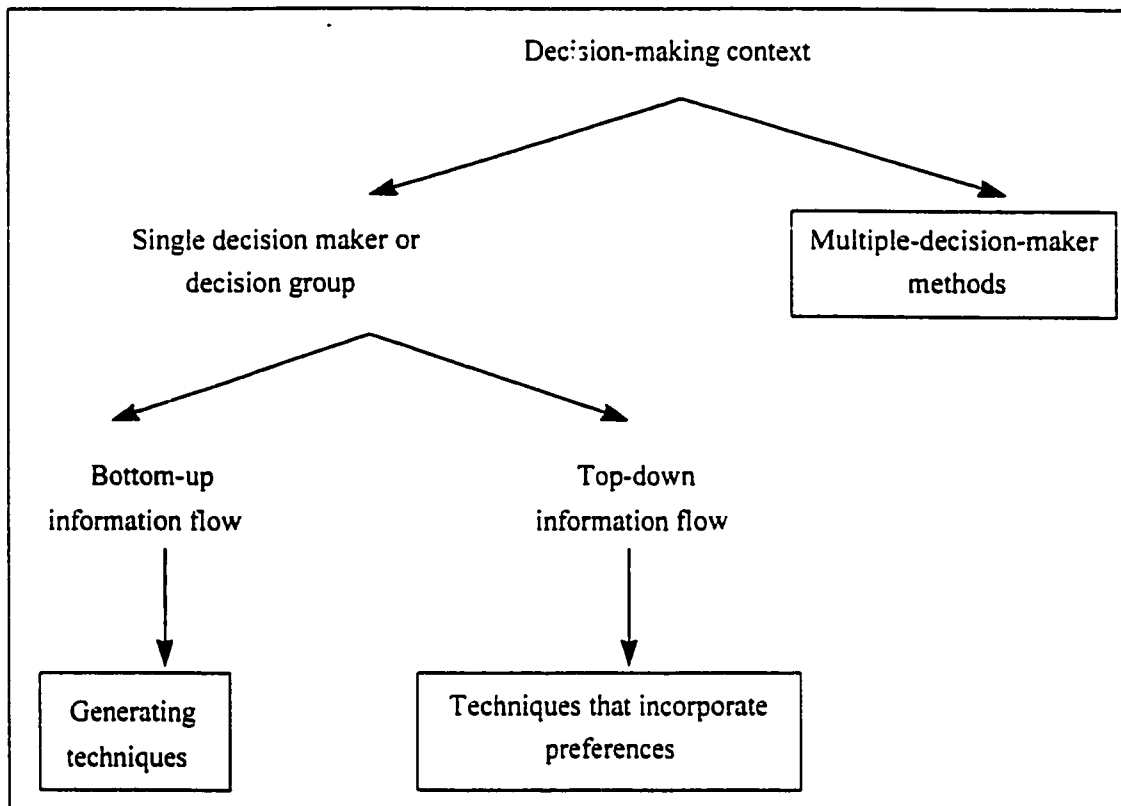 Decision-making context
Single decision maker or
decision group
Multiple-decision-maker
methods
Bottom-up
information flow
Top-down
information flow
Generating
techniques
Techniques that incorporate
preferences